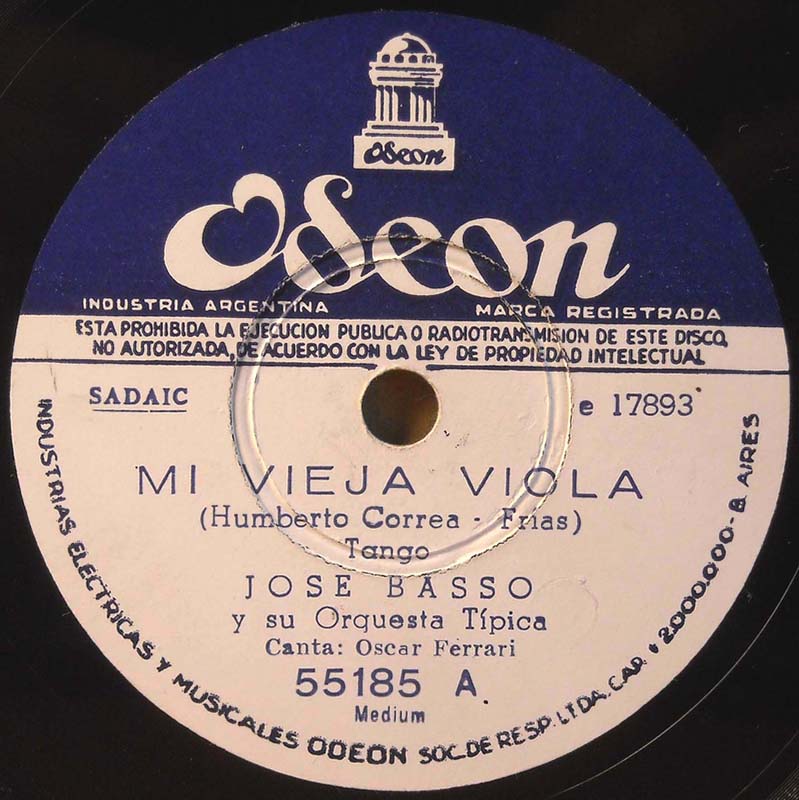 Odeon
Odeon
INDUSTRIA ARGENTINA MARCA REGISTRADA
ESTA PROHIBIDA LA EJECUCION PUBLICA O RADIOTRANSMISION DE ESTE DISCO,
NO AUTORIZADA, DE ACUERDO CON LA LEY DE PROPIEDAD INTELECTUAL
SADAIC e 17893
MI VIEJA VIOLA
(Humberto Correa - Frias)
Tango
JOSE BASSO
y su Orquesta Típica
Canta: Oscar Ferrari
55185 A
Medium
INDUSTRIAS ELECTRICAS Y MUSICALES ODEON SOC. DE RESP. LTDA. CAP. $ 2.000.000-B. AIRES